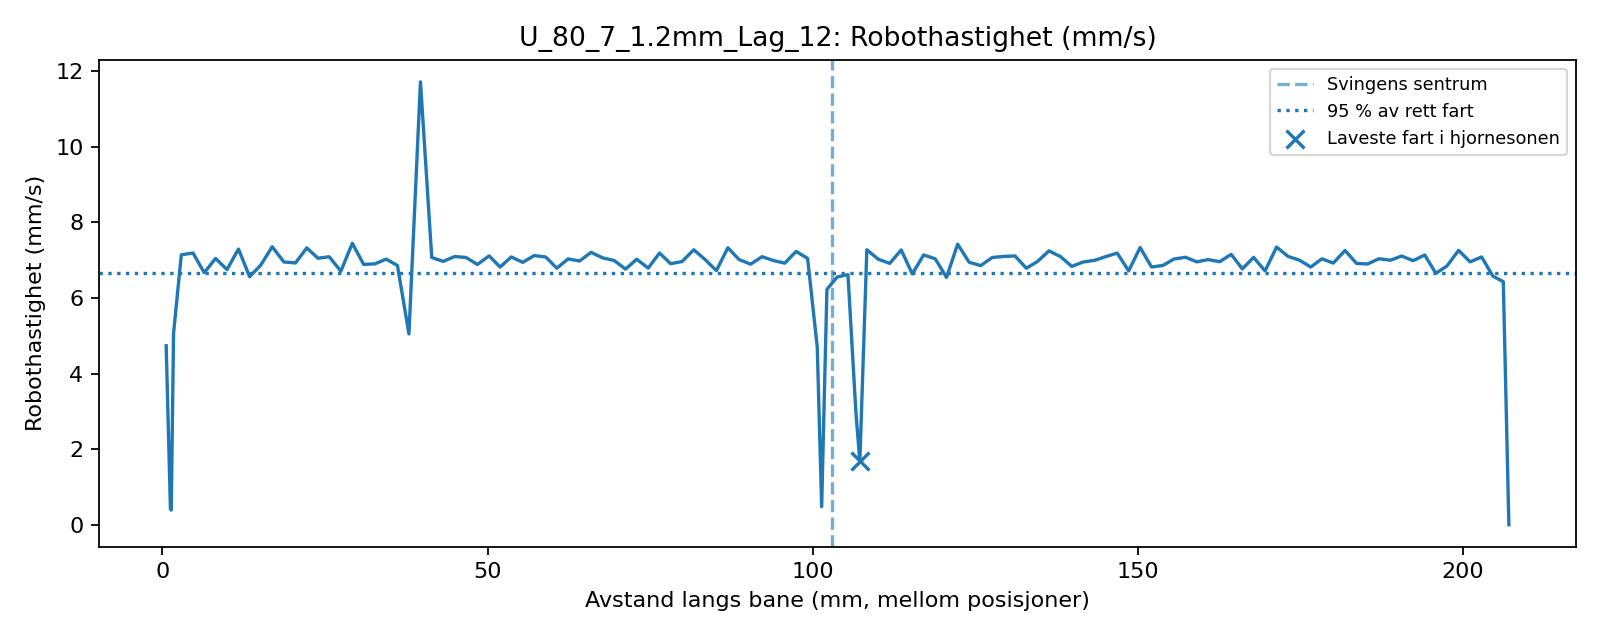 U_80_7_1.2mm_Lag_12: Robothastighet (mm/s)
Robothastighet (mm/s)
12
10
8
6
4
2
0
Svingens sentrum
95 % av rett fart
Laveste fart i hjornesonen
0
50
100
150
200
Avstand langs bane (mm, mellom posisjoner)